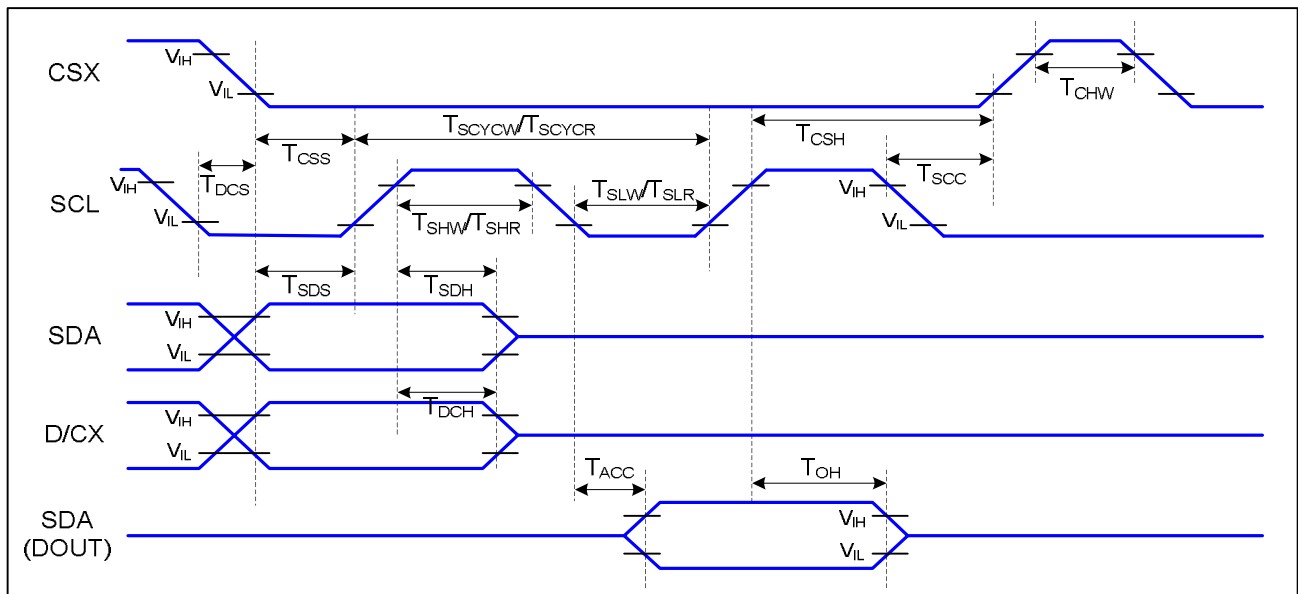 CSX
VIH
VIL
TCHW
TSCYCW/TSCYCR
TCSH
TCSS
TDCS
TSCC
SCL
VIH
VIL
TSHW/TSHR
TSLW/TSLR
VIH
VIL
TSDS
TSDH
SDA
VIH
VIL
TDCH
D/CX
VIH
VIL
TACC
TOH
SDA
(DOUT)
VIH
VIL